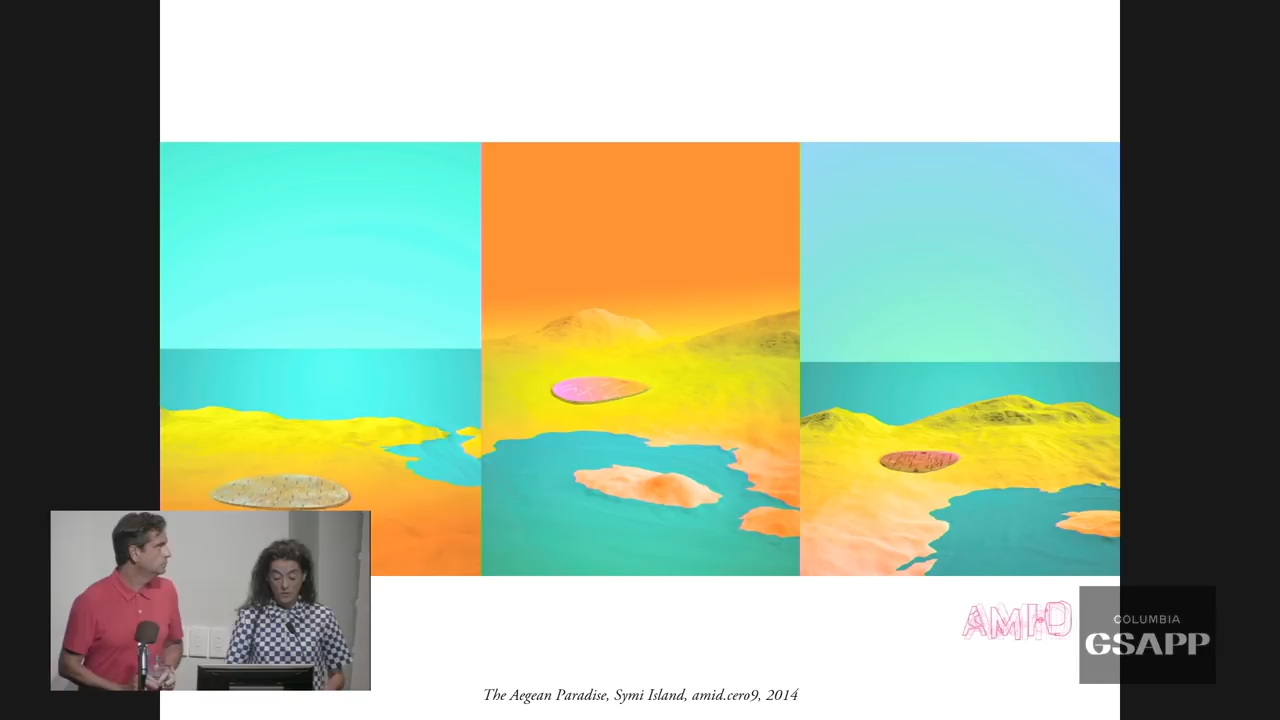 AMID
COLUMBIA
GSAPP
The Aegean Paradise, Symi Island, amid.cero9, 2014